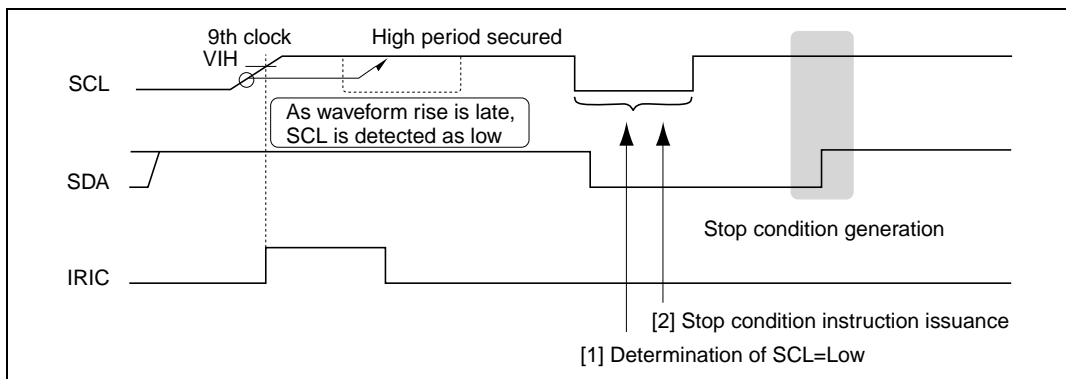 9th clock
VIH
High period secured
SCL
As waveform rise is late,
SCL is detected as low
SDA
Stop condition generation
IRIC
[2] Stop condition instruction issuance
[1] Determination of SCL=Low